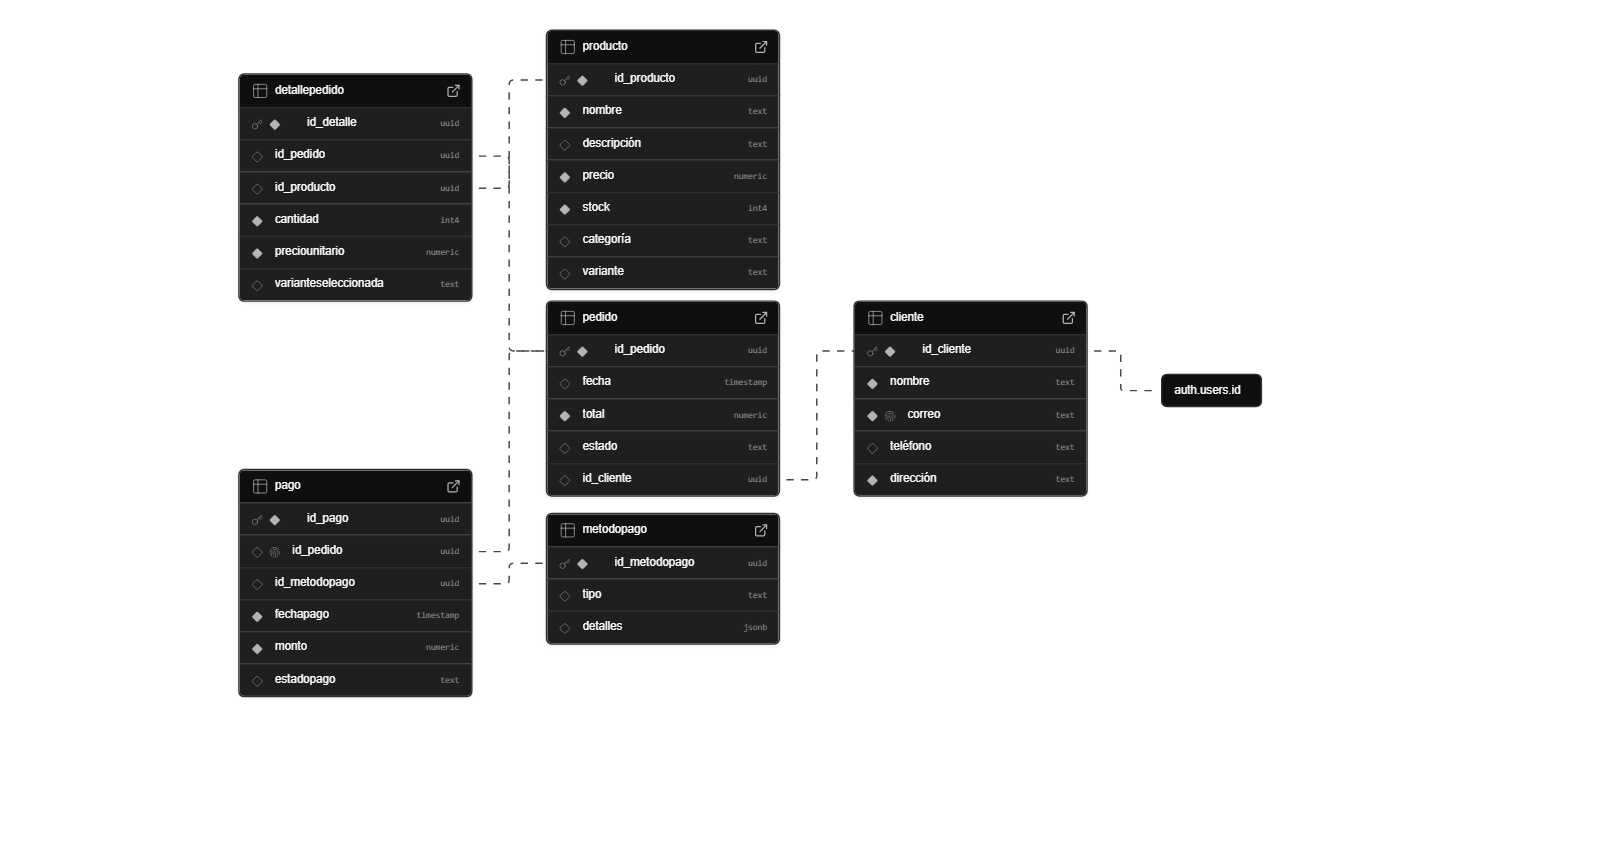 detallepedido
id_detalle uuid
id_pedido uuid
id_producto uuid
cantidad int4
preciounitario numeric
varianteseleccionada text
producto
id_producto uuid
nombre text
descripción text
precio numeric
stock int4
categoría text
variante text
pedido
id_pedido uuid
fecha timestamp
total numeric
estado text
id_cliente uuid
cliente
id_cliente uuid
nombre text
correo text
teléfono text
dirección text
auth.users.id
pago
id_pago uuid
id_pedido uuid
id_metodopago uuid
fechapago timestamp
monto numeric
estadopago text
metodopago
id_metodopago uuid
tipo text
detalles jsonb